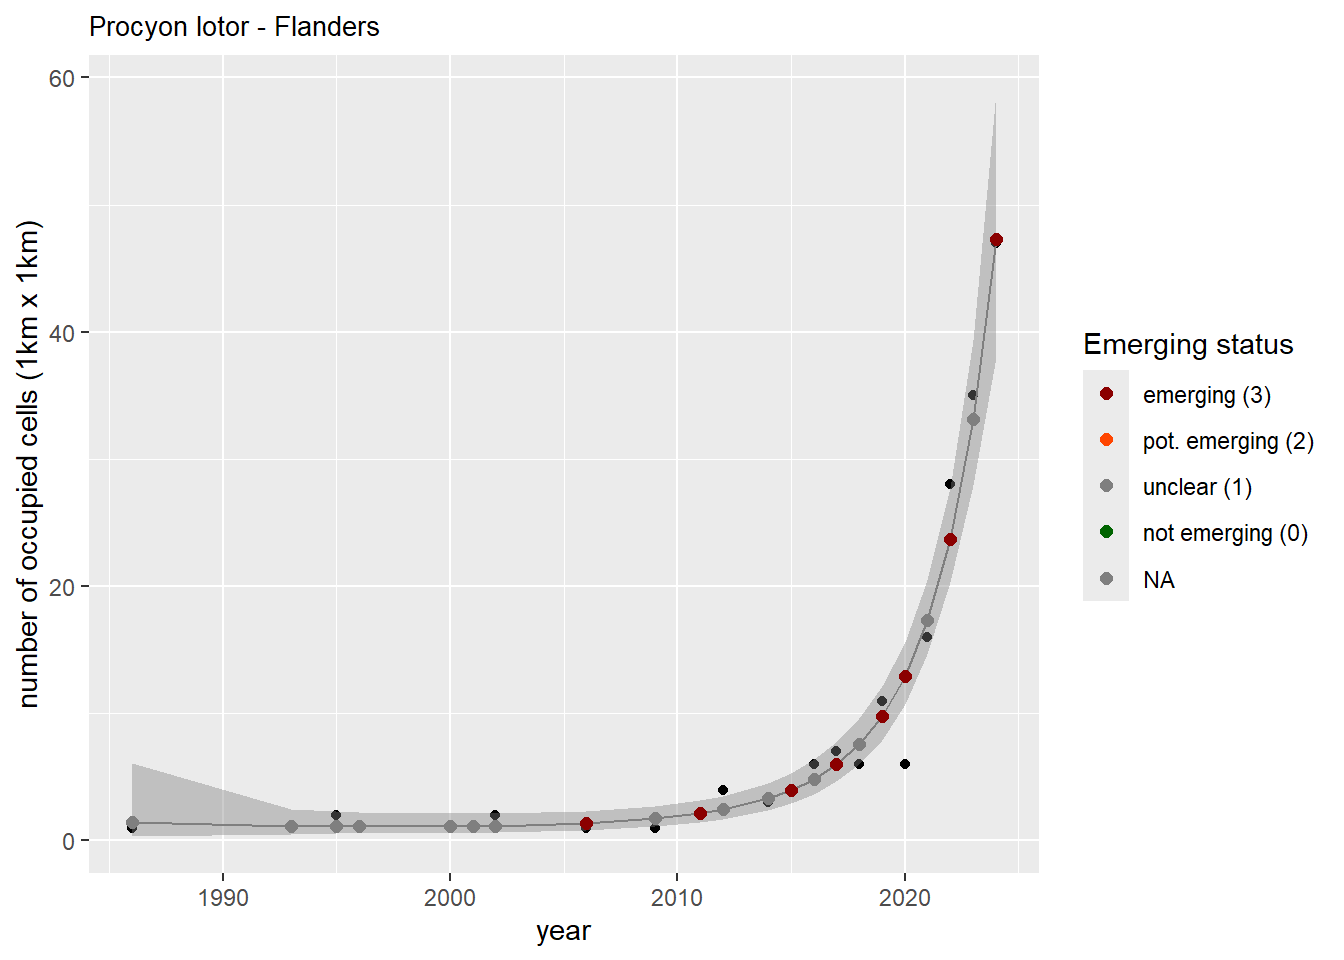 Procyon lotor - Flanders
60
40
20
0
number of occupied cells (1km x 1km)
1990
2000
2010
2020
year
Emerging status
emerging (3)
pot. emerging (2)
unclear (1)
not emerging (0)
NA